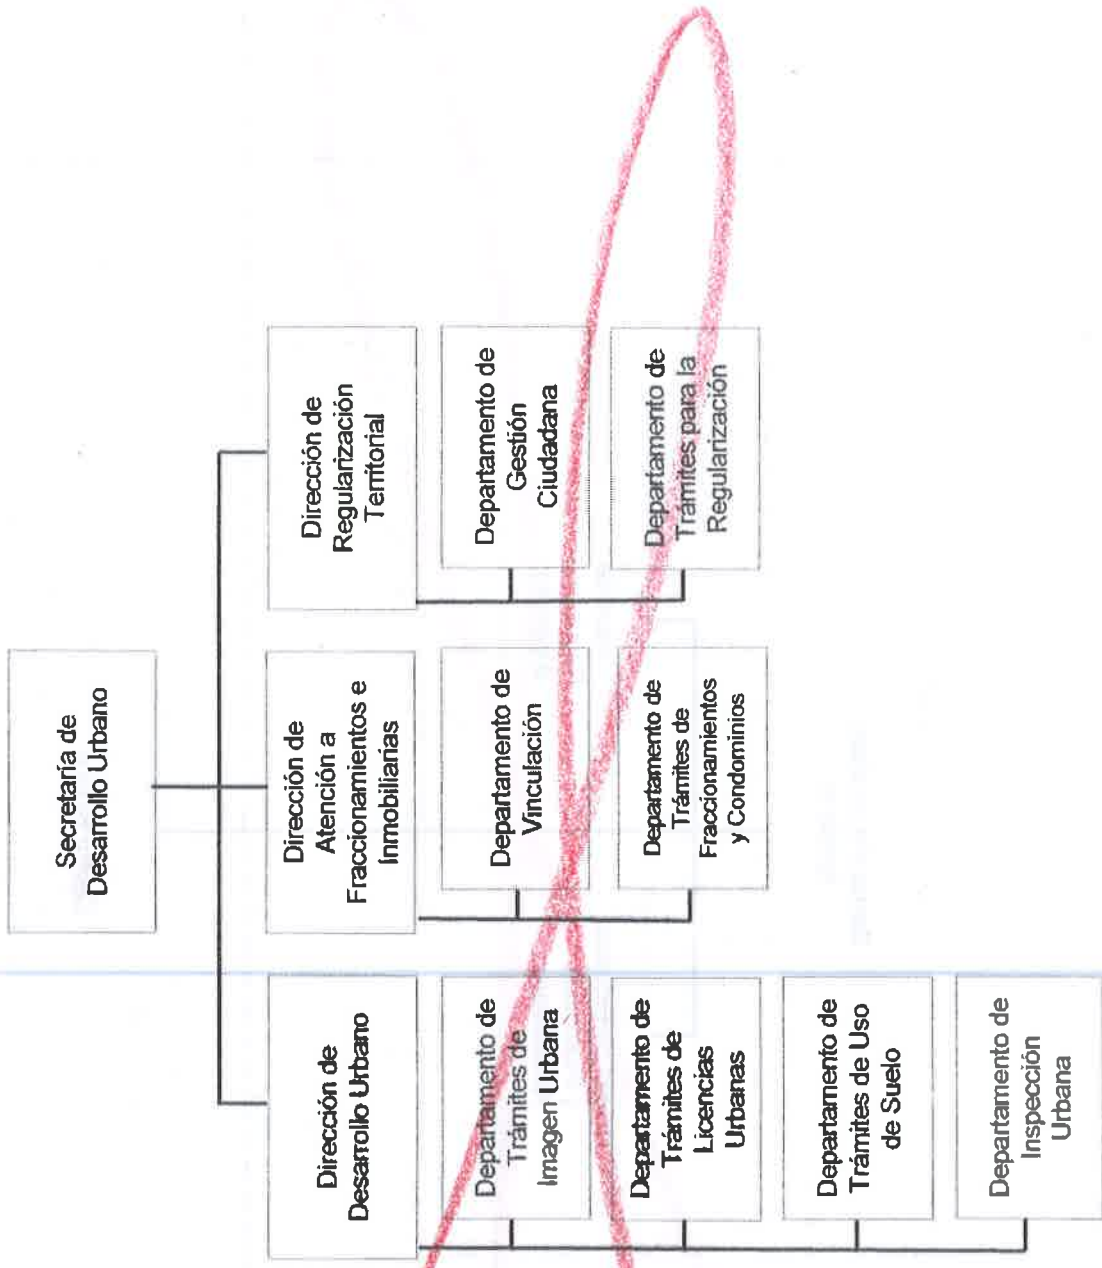 Secretaría de
Desarrollo Urbano
Dirección de
Desarrollo Urbano
Departamento de
Trámites de
Imagen Urbana
Departamento de
Trámites de
Licencias
Urbanas
Departamento de
Trámites de Uso
de Suelo
Departamento de
Inspección
Urbana
Dirección de
Atención a
Fraccionamientos e
Inmobiliarias
Departamento de
Vinculación
Departamento de
Trámites de
Fraccionamientos
y Condominios
Dirección de
Regularización
Territorial
Departamento de
Gestión
Ciudadana
Departamento de
Trámites para la
Regularización